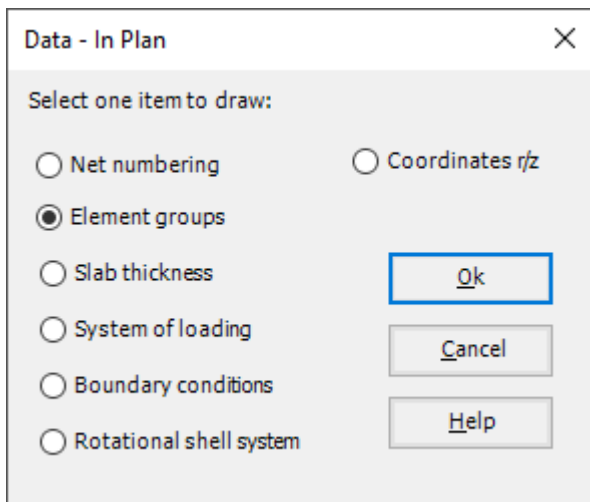 Data - In Plan
Select one item to draw:
Net numbering
Coordinates r/z
Element groups
Slab thickness
Ok
System of loading
Cancel
Boundary conditions
Help
Rotational shell system